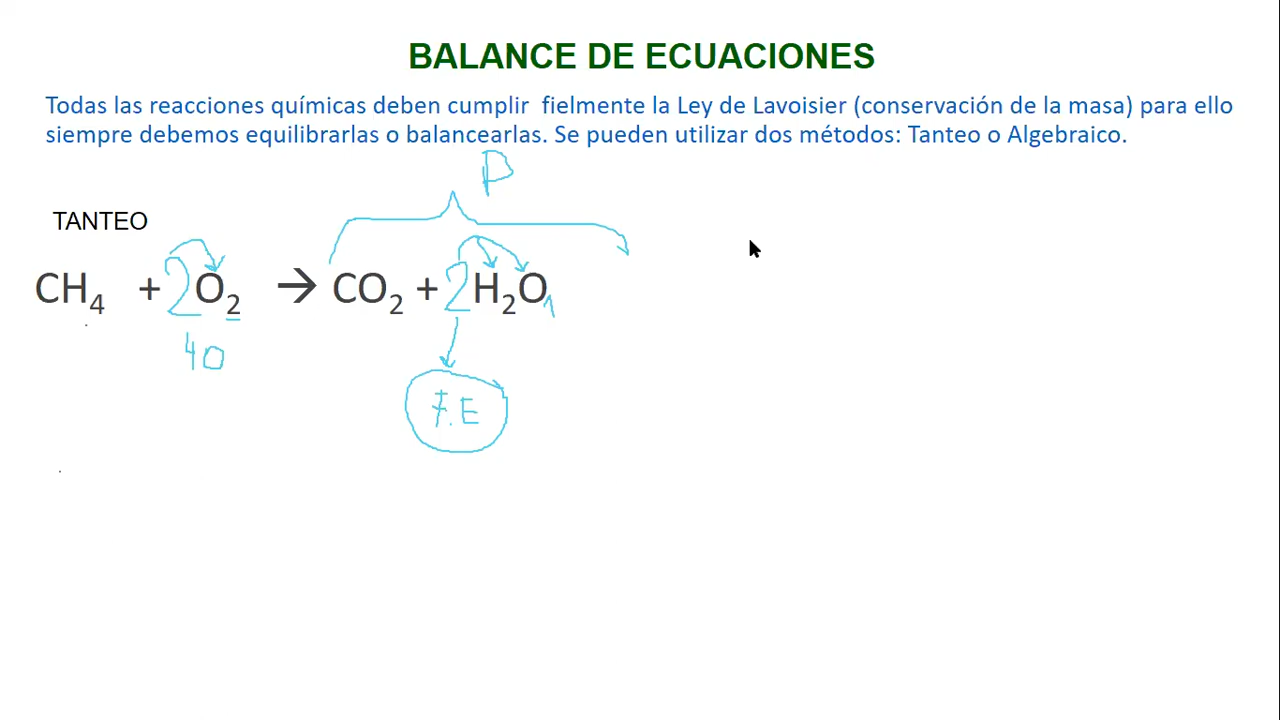 BALANCE DE ECUACIONES
Todas las reacciones químicas deben cumplir fielmente la Ley de Lavoisier (conservación de la masa) para ello
siempre debemos equilibrarlas o balancearlas. Se pueden utilizar dos métodos: Tanteo o Algebraico.
P
TANTEO
CH₄ + 2O₂ → CO₂ + 2H₂O₁
4O
F.E